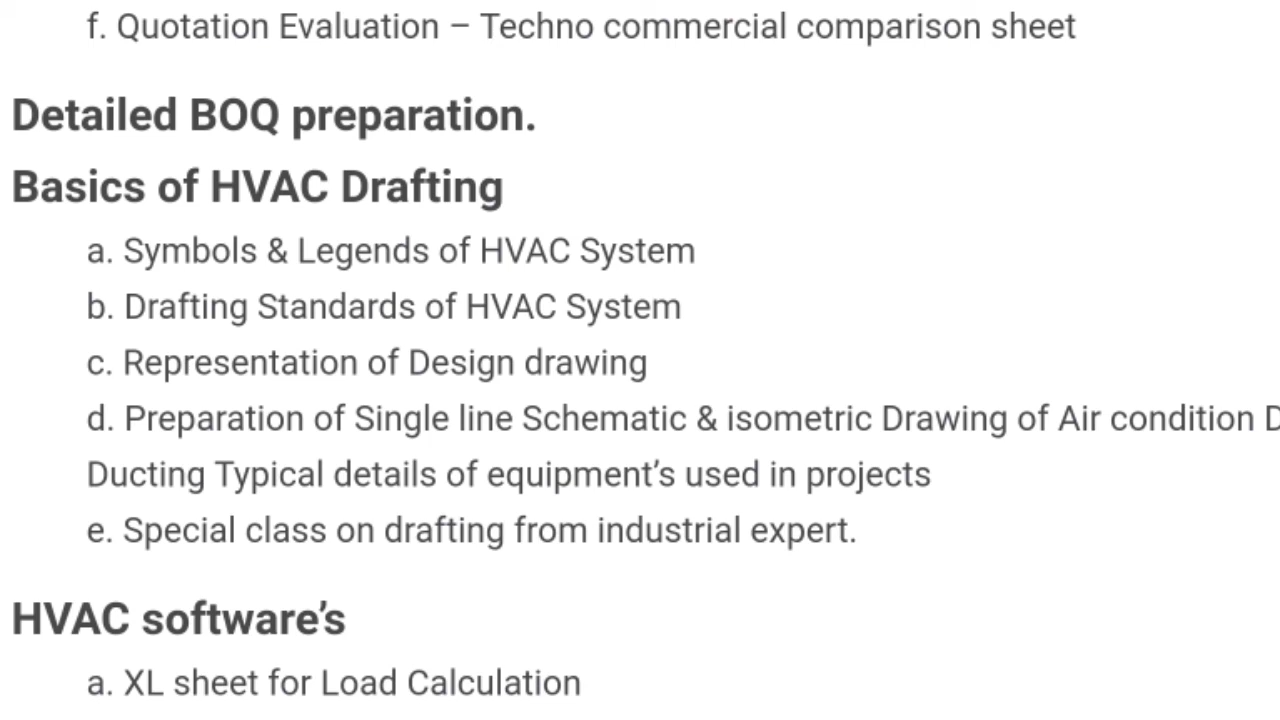 f. Quotation Evaluation – Techno commercial comparison sheet
Detailed BOQ preparation.
Basics of HVAC Drafting
a. Symbols & Legends of HVAC System
b. Drafting Standards of HVAC System
c. Representation of Design drawing
d. Preparation of Single line Schematic & isometric Drawing of Air condition
Ducting Typical details of equipment’s used in projects
e. Special class on drafting from industrial expert.
HVAC software’s
a. XL sheet for Load Calculation